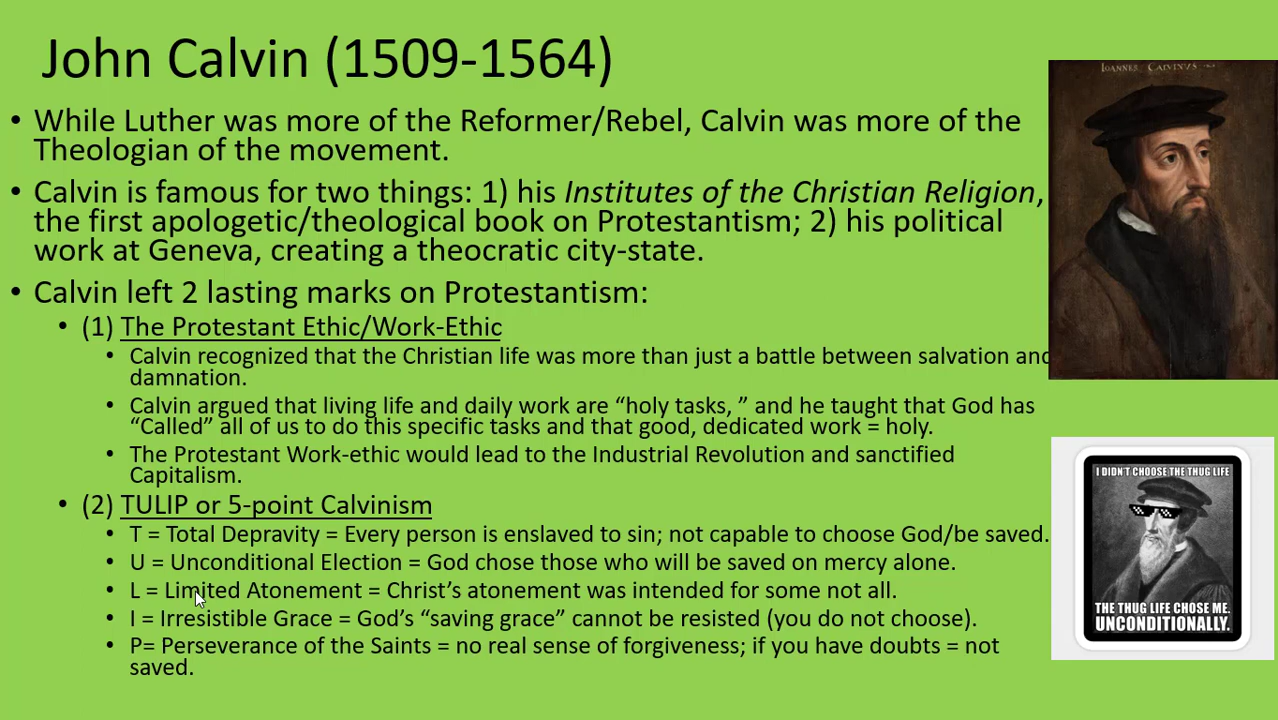 John Calvin (1509-1564)
• While Luther was more of the Reformer/Rebel, Calvin was more of the
Theologian of the movement.
• Calvin is famous for two things: 1) his Institutes of the Christian Religion,
the first apologetic/theological book on Protestantism; 2) his political
work at Geneva, creating a theocratic city-state.
• Calvin left 2 lasting marks on Protestantism:
• (1) The Protestant Ethic/Work-Ethic
• Calvin recognized that the Christian life was more than just a battle between salvation and
damnation.
• Calvin argued that living life and daily work are “holy tasks, ” and he taught that God has
“Called” all of us to do this specific tasks and that good, dedicated work = holy.
• The Protestant Work-ethic would lead to the Industrial Revolution and sanctified
Capitalism.
• (2) TULIP or 5-point Calvinism
• T = Total Depravity = Every person is enslaved to sin; not capable to choose God/be saved.
• U = Unconditional Election = God chose those who will be saved on mercy alone.
• L = Limited Atonement = Christ’s atonement was intended for some not all.
• I = Irresistible Grace = God’s “saving grace” cannot be resisted (you do not choose).
• P= Perseverance of the Saints = no real sense of forgiveness; if you have doubts = not
saved.
IOANNES CALVINVS
I DIDN'T CHOOSE THE THUG LIFE
THE THUG LIFE CHOSE ME.
UNCONDITIONALLY.